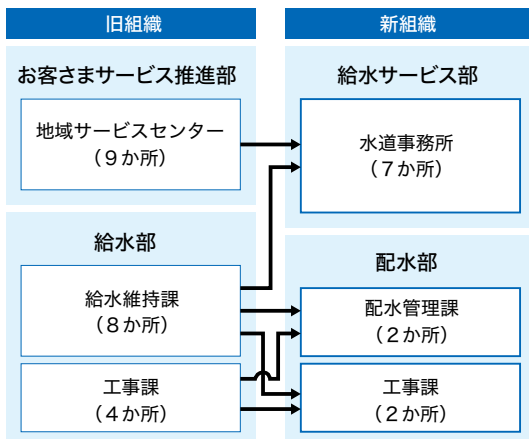 旧組織
お客さまサービス推進部
地域サービスセンター
（9か所）
給水部
給水維持課
（8か所）
工事課
（4か所）
新組織
給水サービス部
水道事務所
（7か所）
配水部
配水管理課
（2か所）
工事課
（2か所）